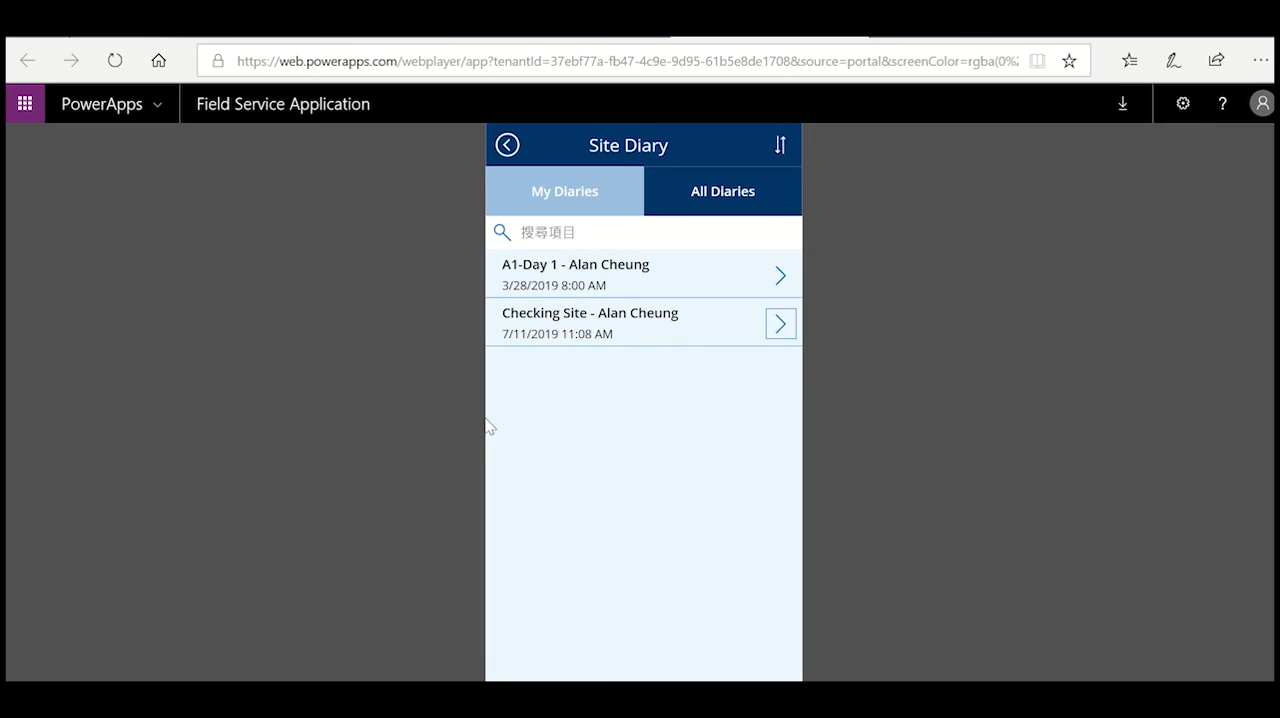 https://web.powerapps.com/webplayer/app?tenantId=37ebf77a-fb47-4c9e-9d95-61b5e8de1708&source=portal&screenColor=rgba(0%2
PowerApps
Field Service Application
?
Site Diary
My Diaries
All Diaries
搜尋項目
A1-Day 1 - Alan Cheung
3/28/2019 8:00 AM
Checking Site - Alan Cheung
7/11/2019 11:08 AM